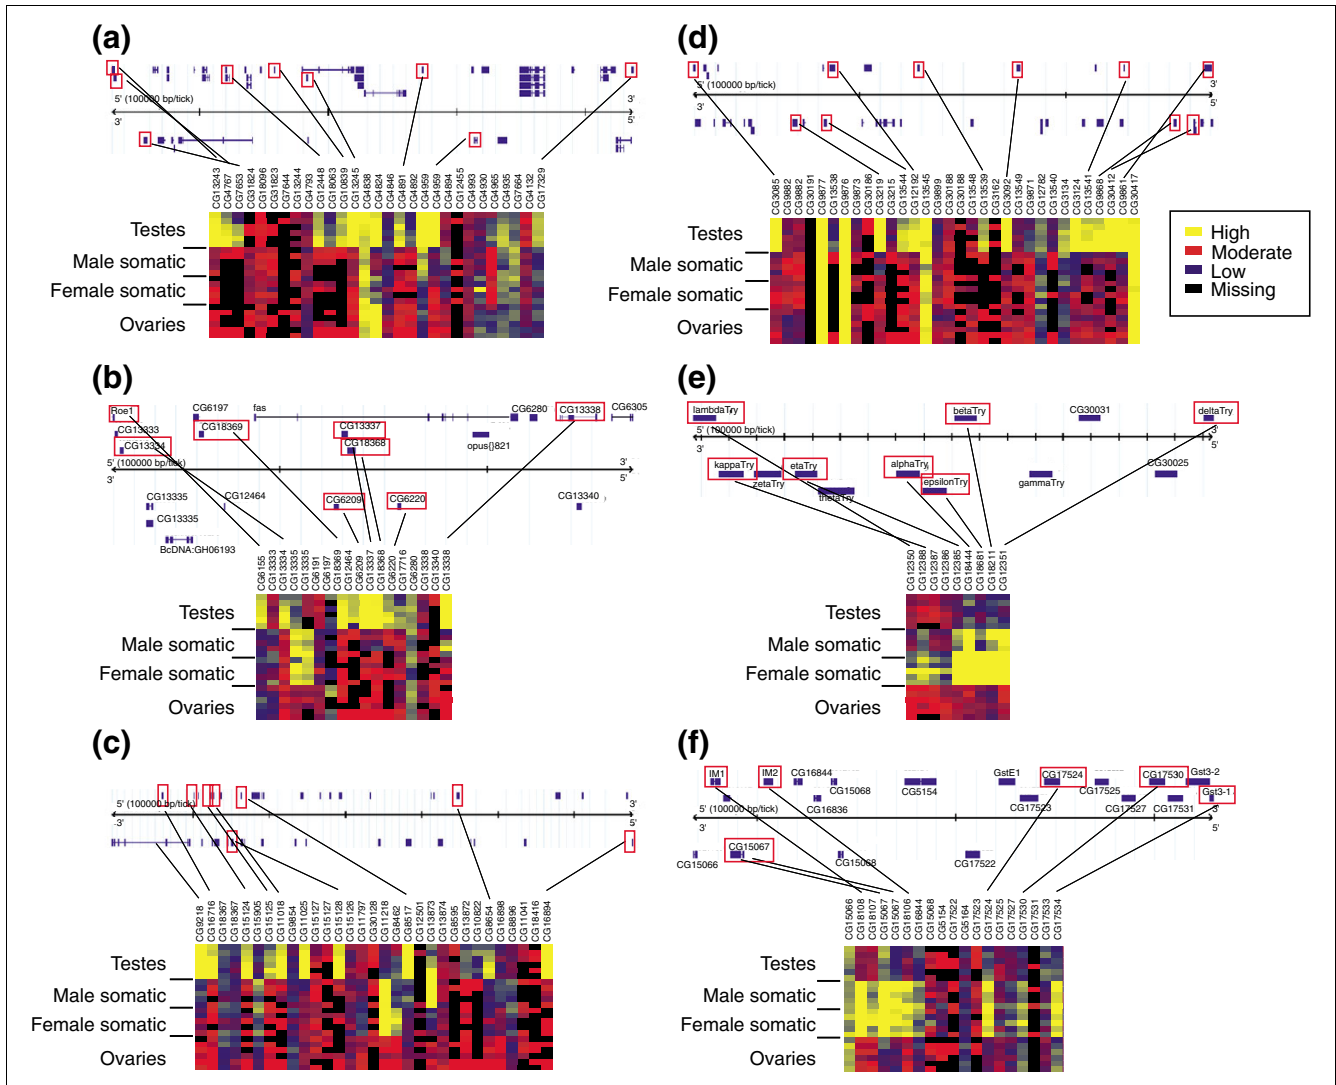 (a)
5' (100000 bp/tick)
3'
3'
5'
CG13243
CG4767
CG7653
CG31824
CG18096
CG31823
CG7644
CG13244
CG4793
CG12448
CG18063
CG10839
CG13245
CG4838
CG4824
CG4846
CG4891
CG4892
CG4959
CG4959
CG4894
CG12455
CG4993
CG4930
CG4965
CG4935
CG7664
CG4132
CG17329
Testes
Male somatic
Female somatic
Ovaries
(d)
5' (100000 bp/tick)
3'
3'
5'
CG30085
CG9882
CG9882
CG30191
CG9877
CG13538
CG9876
CG9873
CG30186
CG3219
CG3215
CG13544
CG12192
CG13545
CG9899
CG30188
CG30188
CG13548
CG13539
CG3162
CG3092
CG13549
CG9871
CG12782
CG13540
CG3134
CG3124
CG13541
CG9868
CG30412
CG9861
CG30417
Testes
Male somatic
Female somatic
Ovaries
High
Moderate
Low
Missing
(b)
Roe1
CG6197
fas
CG6280
CG13338
CG6305
CG13333
CG18369
CG13337
opus{}821
CG13334
CG18368
5' (100000 bp/tick)
3'
3'
5'
CG13335
CG12464
CG6209
CG6220
CG13340
CG13335
BcDNA:GH06193
CG6155
CG13333
CG13334
CG13335
CG13335
CG6191
CG6197
CG18369
CG12464
CG6209
CG13337
CG18368
CG6220
CG17716
CG6280
CG13338
CG13340
CG13338
Testes
Male somatic
Female somatic
Ovaries
(e)
lambdaTry
betaTry
CG30031
deltaTry
5' (100000 bp/tick)
3'
3'
5'
kappaTry
zetaTry
etaTry
thetaTry
alphaTry
epsilonTry
gammaTry
CG30025
CG12350
CG12388
CG12387
CG12386
CG12385
CG18444
CG18681
CG18211
CG12351
Testes
Male somatic
Female somatic
Ovaries
(c)
5' (100000 bp/tick)
3'
3'
5'
CG9218
CG16716
CG18367
CG18367
CG15124
CG15905
CG15125
CG11018
CG8654
CG11025
CG15127
CG15127
CG15128
CG15126
CG11797
CG30128
CG11218
CG8462
CG8517
CG12501
CG13873
CG13874
CG8595
CG13872
CG10822
CG8654
CG16898
CG8896
CG11041
CG18416
CG16894
Testes
Male somatic
Female somatic
Ovaries
(f)
IM1
IM2
CG16844
CG15068
CG5154
GstE1
CG17524
CG17525
CG17530
Gst3-2
CG16836
CG17523
CG17527
CG17531
Gst3-1
5' (100000 bp/tick)
3'
3'
5'
CG15066
CG15067
CG15068
CG17522
CG15066
CG18108
CG18107
CG15067
CG15067
CG18106
CG16844
CG15068
CG5154
CG17522
CG5164
CG17523
CG17524
CG17525
CG17527
CG17530
CG17531
CG17533
CG17534
Testes
Male somatic
Female somatic
Ovaries